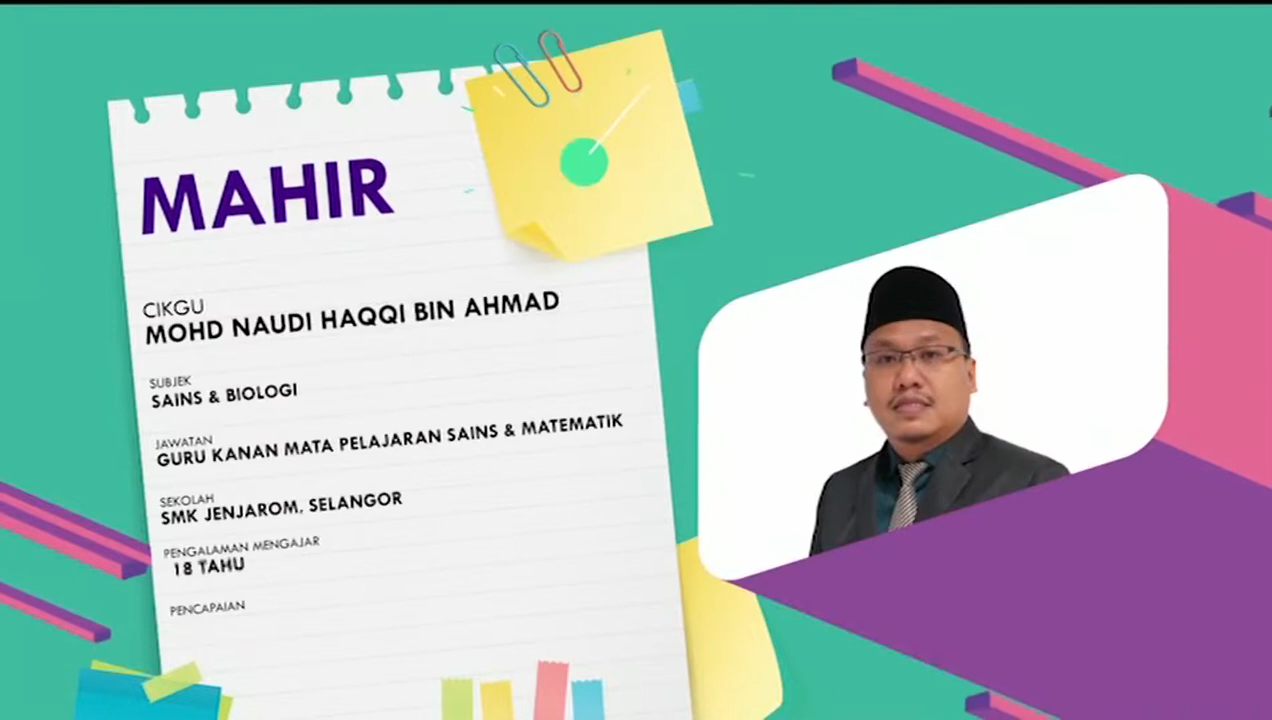 MAHIR
CIKGU
MOHD NAUDI HAQQI BIN AHMAD
SUBJEK
SAINS & BIOLOGI
JAWATAN
GURU KANAN MATA PELAJARAN SAINS & MATEMATIK
SEKOLAH
SMK JENJAROM, SELANGOR
PENGALAMAN MENGAJAR
18 TAHU
PENCAPAIAN